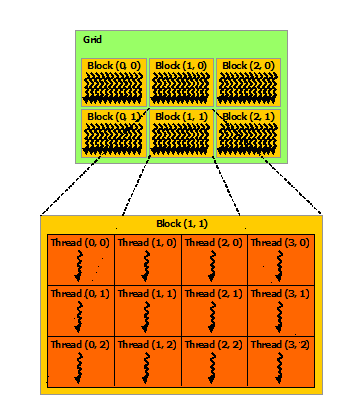 Grid
Block (0, 0) Block (1, 0) Block (2, 0)
Block (0, 1) Block (1, 1) Block (2, 1)
Block (1, 1)
Thread (0, 0) Thread (1, 0) Thread (2, 0) Thread (3, 0)
Thread (0, 1) Thread (1, 1) Thread (2, 1) Thread (3, 1)
Thread (0, 2) Thread (1, 2) Thread (2, 2) Thread (3, 2)